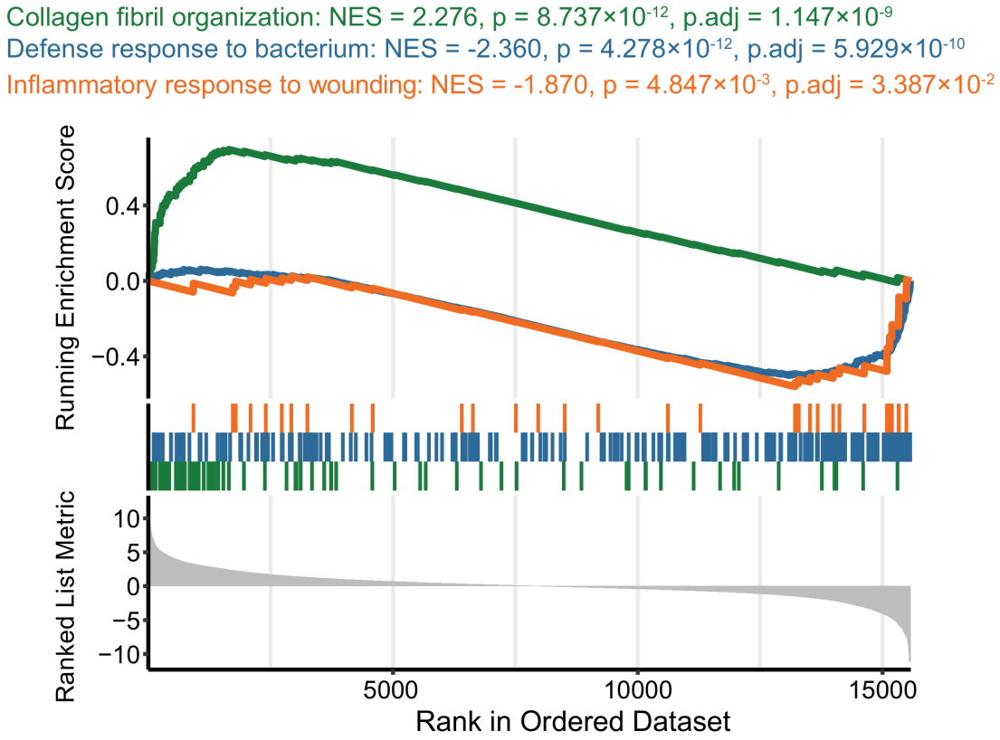 Collagen fibril organization: NES = 2.276, p = 8.737×10⁻¹², p.adj = 1.147×10⁻⁹
Defense response to bacterium: NES = -2.360, p = 4.278×10⁻¹², p.adj = 5.929×10⁻¹⁰
Inflammatory response to wounding: NES = -1.870, p = 4.847×10⁻³, p.adj = 3.387×10⁻²
Running Enrichment Score
0.4
0.0
−0.4
Ranked List Metric
10
5
0
−5
−10
5000 10000 15000
Rank in Ordered Dataset